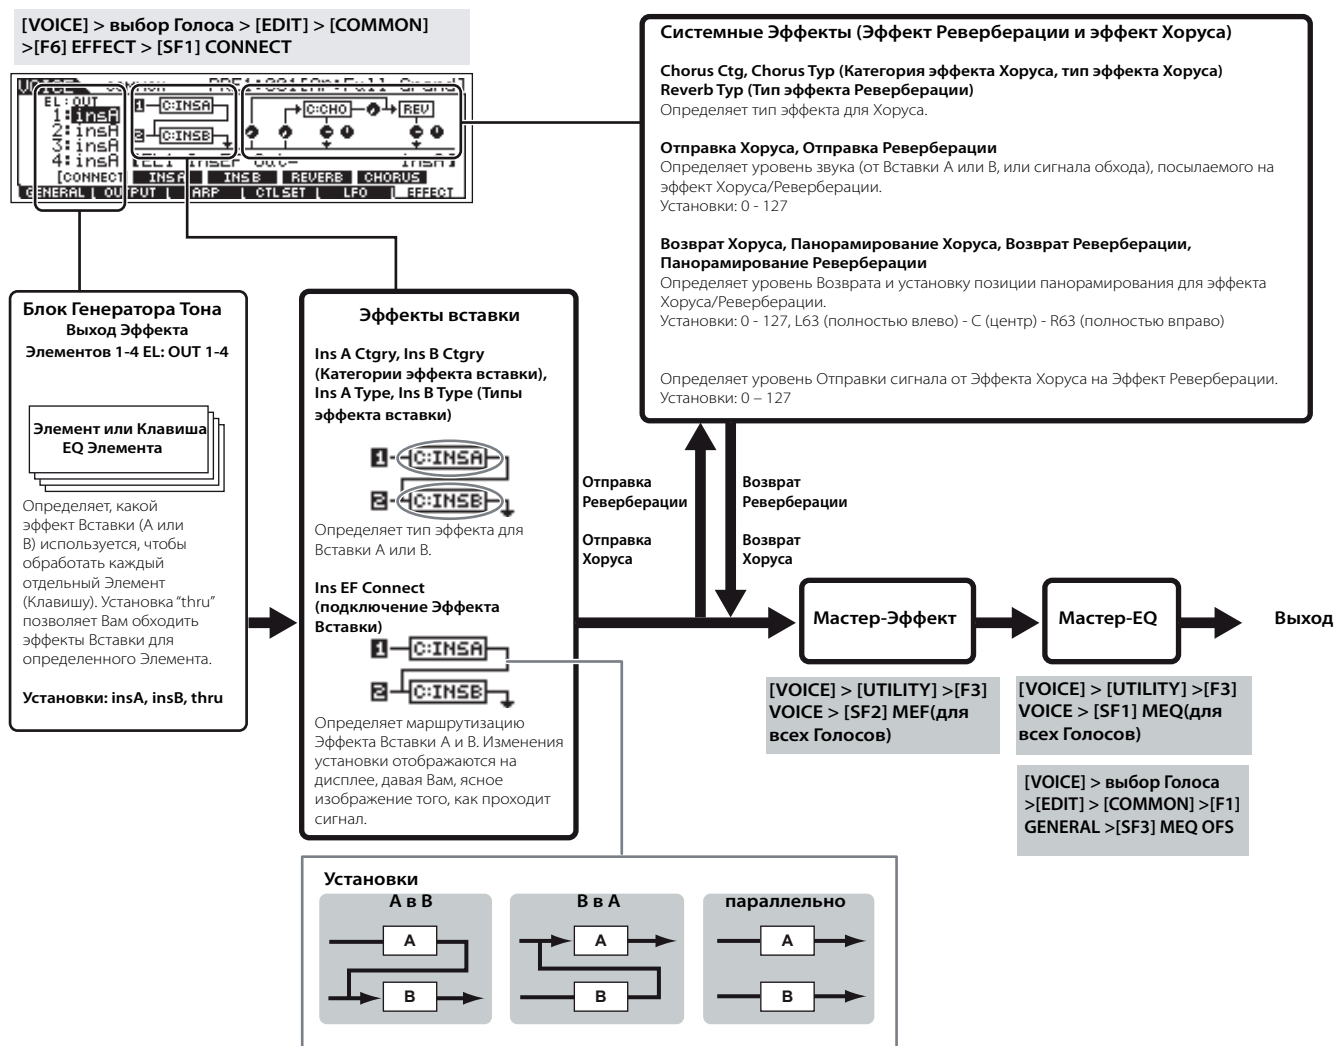 [VOICE] > выбор Голоса > [EDIT] > [COMMON]
>[F6] EFFECT > [SF1] CONNECT
EL:OUT
1:insA
2:insA
3:insA
4:insA
1 C:INSA
2 C:INSB
C:CHO
REV
[CONNECT INS A INS B REVERB CHORUS
GENERAL OUTPUT ARP CTL SET LFO EFFECT
Системные Эффекты (Эффект Реверберации и эффект Хоруса)
Chorus Ctg, Chorus Typ (Категория эффекта Хоруса, тип эффекта Хоруса)
Reverb Typ (Тип эффекта Реверберации)
Определяет тип эффекта для Хоруса.
Отправка Хоруса, Отправка Реверберации
Определяет уровень звука (от Вставки А или В, или сигнала обхода), посылаемого на
эффект Хоруса/Реверберации.
Установки: 0 - 127
Возврат Хоруса, Панорамирование Хоруса, Возврат Реверберации,
Панорамирование Реверберации
Определяет уровень Возврата и установку позиции панорамирования для эффекта
Хоруса/Реверберации.
Установки: 0 - 127, L63 (полностью влево) - C (центр) - R63 (полностью вправо)
Определяет уровень Отправки сигнала от Эффекта Хоруса на Эффект Реверберации.
Установки: 0 – 127
Блок Генератора Тона
Выход Эффекта
Элементов 1-4 EL: OUT 1-4
Элемент или Клавиша
EQ Элемента
Определяет, какой
эффект Вставки (А или
В) используется, чтобы
обработать каждый
отдельный Элемент
(Клавишу). Установка “thru”
позволяет Вам обходить
эффекты Вставки для
определенного Элемента.
Установки: insA, insB, thru
Эффекты вставки
Ins A Ctgry, Ins B Ctgry
(Категории эффекта вставки),
Ins A Type, Ins B Type (Типы
эффекта вставки)
1 C:INSA
2 C:INSB
Определяет тип эффекта для
Вставки А или В.
Ins EF Connect
(подключение Эффекта
Вставки)
1 C:INSA
2 C:INSB
Определяет маршрутизацию
Эффекта Вставки А и В. Изменения
установки отображаются на
дисплее, давая Вам, ясное
изображение того, как проходит
сигнал.
Отправка
Реверберации
Отправка
Хоруса
Возврат
Реверберации
Возврат
Хоруса
Мастер-Эффект
Мастер-EQ
Выход
[VOICE] > [UTILITY] >[F3]
VOICE > [SF2] MEF(для
всех Голосов)
[VOICE] > [UTILITY] >[F3]
VOICE > [SF1] MEQ(для
всех Голосов)
[VOICE] > выбор Голоса
>[EDIT] > [COMMON] >[F1]
GENERAL >[SF3] MEQ OFS
Установки
А в В
A
B
В в А
A
B
параллельно
A
B